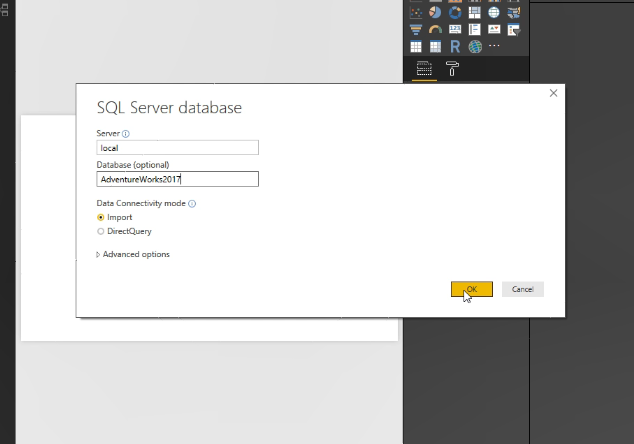 SQL Server database
Server
local
Database (optional)
AdventureWorks2017
Data Connectivity mode
Import
DirectQuery
Advanced options
OK
Cancel
R